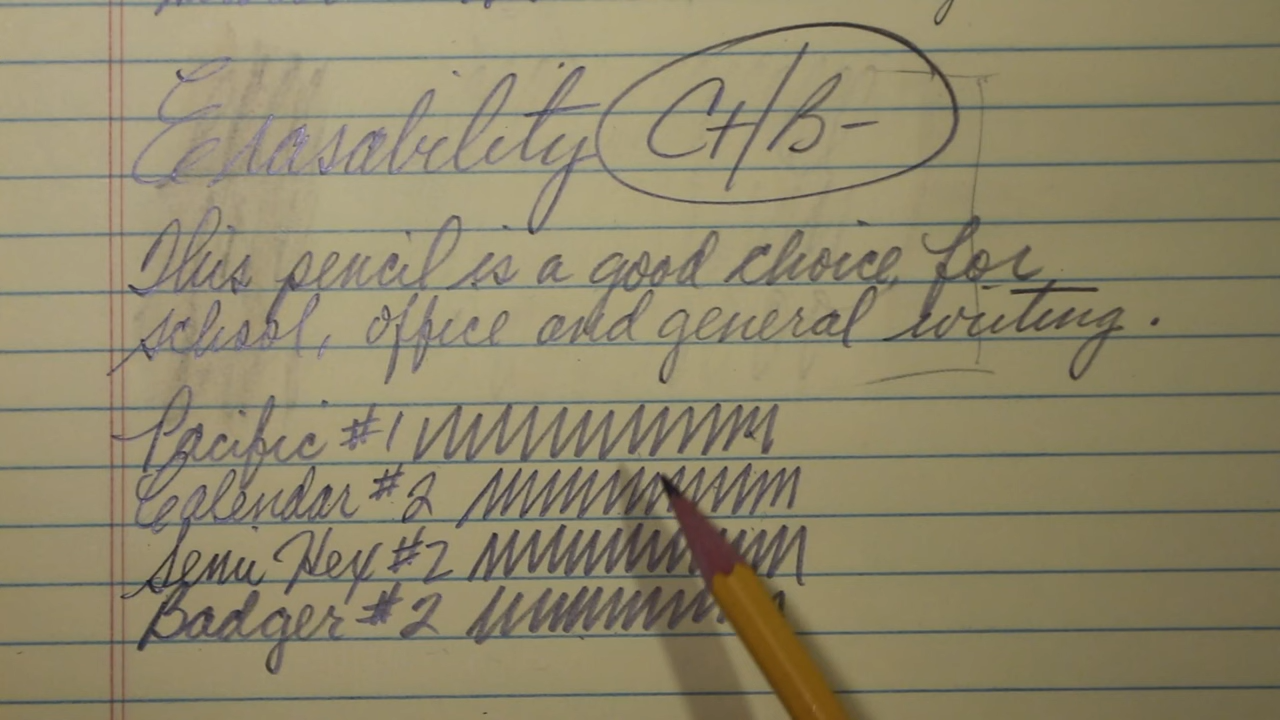 Erasability C+/B-
This pencil is a good choice for
school, office and general writing.
Pacific #1
Calendar #2
Semi Hex #2
Badger #2